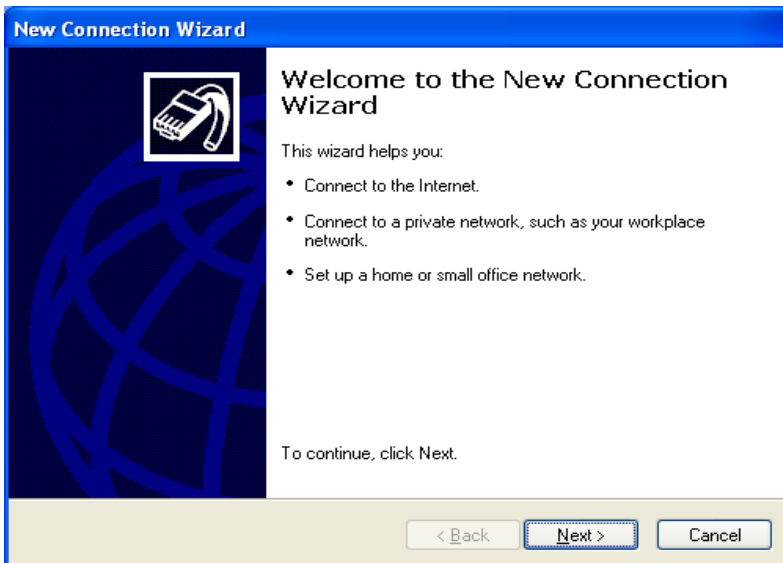 New Connection Wizard
Welcome to the New Connection
Wizard
This wizard helps you:
• Connect to the Internet.
• Connect to a private network, such as your workplace
network.
• Set up a home or small office network.
To continue, click Next.
< Back Next > Cancel